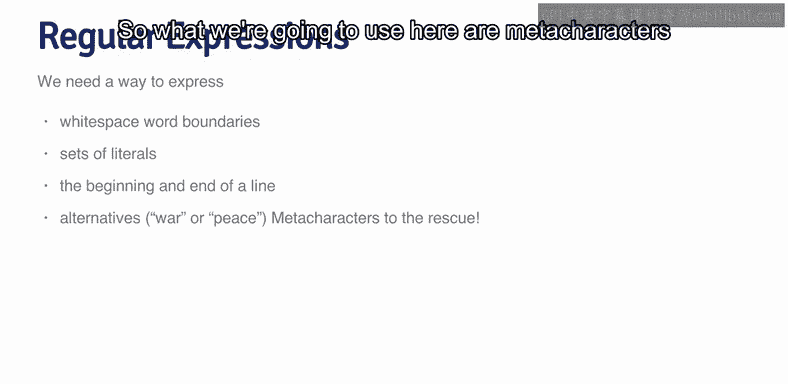 Regular Expressions
So what we're going to use here are metacharacters
We need a way to express
· whitespace word boundaries
· sets of literals
· the beginning and end of a line
· alternatives (“war” or “peace”) Metacharacters to the rescue!